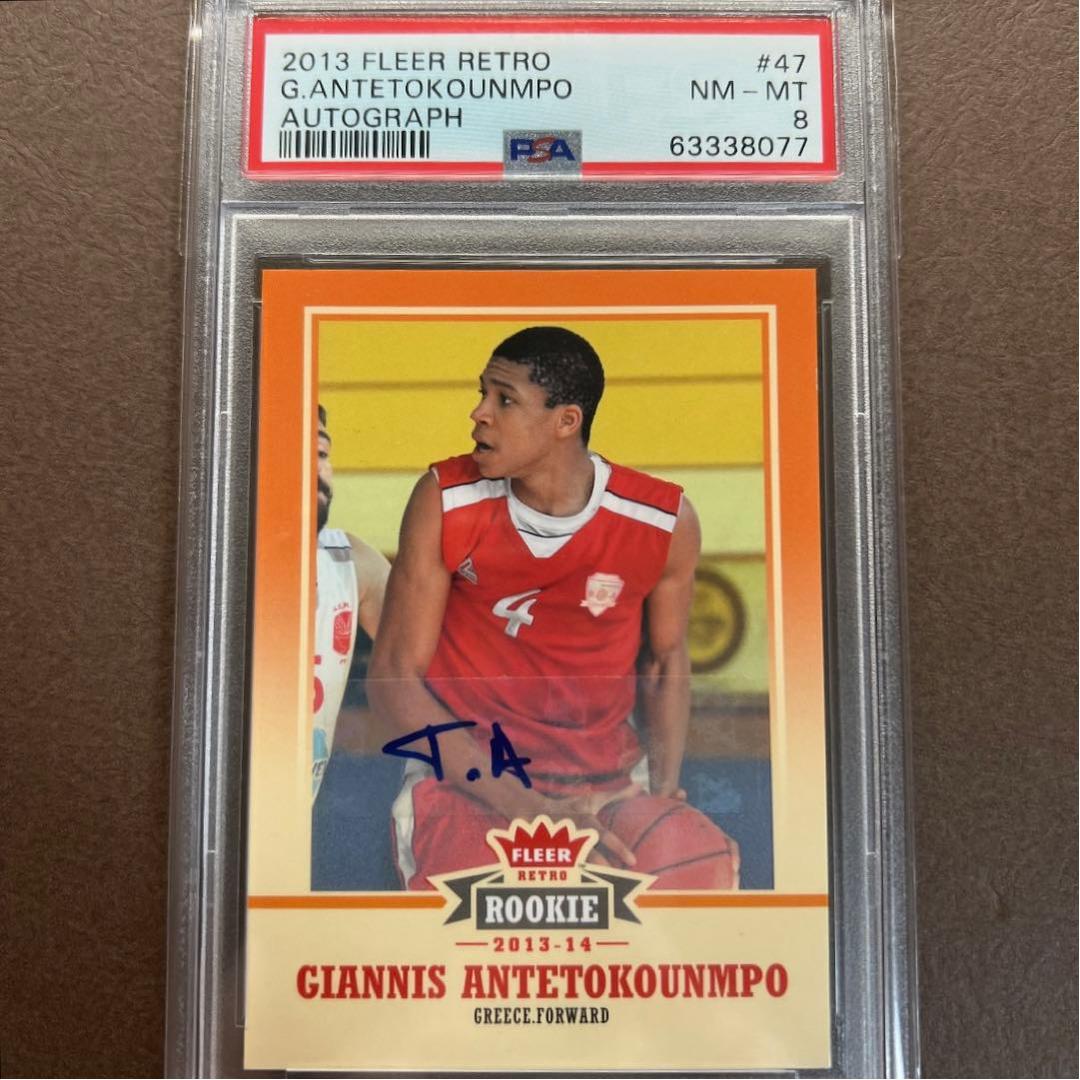 2013 FLEER RETRO #47
G.ANTETOKOUNMPO NM - MT
AUTOGRAPH 8
PSA 63338077
4
T.A
FLEER
RETRO
ROOKIE
2013-14
GIANNIS ANTETOKOUNMPO
GREECE.FORWARD